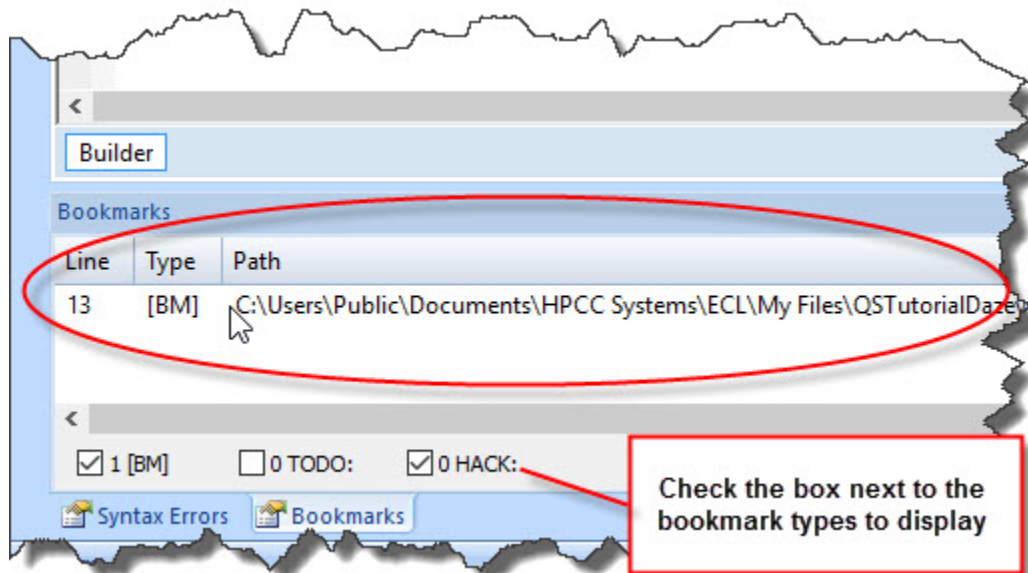 Builder
Bookmarks
Line Type Path
13 [BM] C:\Users\Public\Documents\HPCC Systems\ECL\My Files\QSTutorialDaze
1 [BM] 0 TODO: 0 HACK:
Check the box next to the
bookmark types to display
Syntax Errors Bookmarks